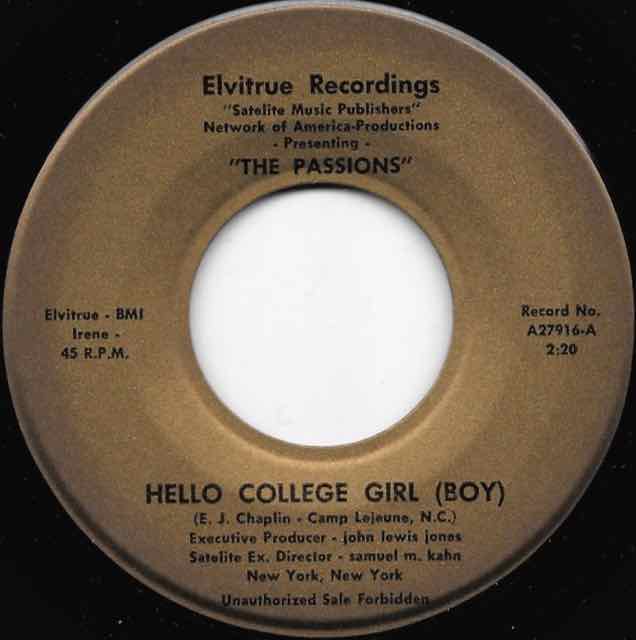 Elvitrue Recordings
"Satelite Music Publishers"
Network of America-Productions
- Presenting -
"THE PASSIONS"
Elvitrue - BMI
Irene -
45 R.P.M.
Record No.
A27916-A
2:20
HELLO COLLEGE GIRL (BOY)
(E. J. Chaplin - Camp Lejeune, N.C.)
Executive Producer - john lewis jones
Satelite Ex. Director - samuel m. kahn
New York, New York
Unauthorized Sale Forbidden